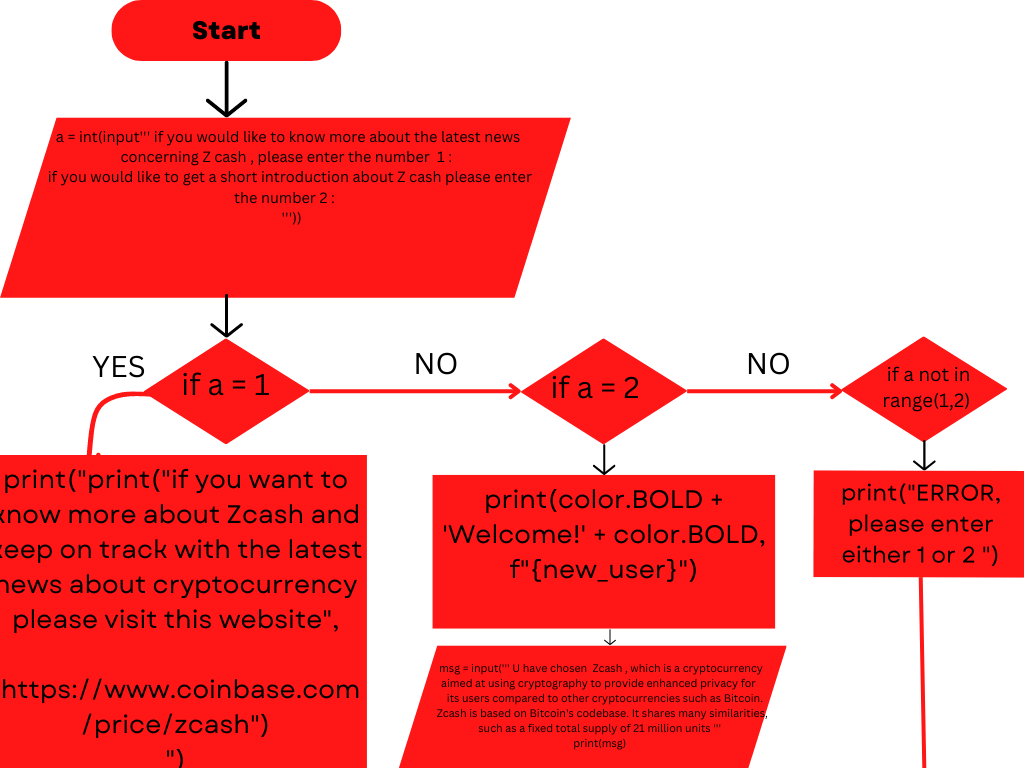 Start
a = int(input''' if you would like to know more about the latest news
concerning Z cash , please enter the number  1 :
if you would like to get a short introduction about Z cash please enter
the number 2 :
'''))
YES
if a = 1
NO
if a = 2
NO
if a not in
range(1,2)
print("print("if you want to
know more about Zcash and
keep on track with the latest
news about cryptocurrency
please visit this website",
https://www.coinbase.com
/price/zcash")
")
print(color.BOLD +
'Welcome!' + color.BOLD,
f"{new_user}")
print("ERROR,
please enter
either 1 or 2 ")
msg = input(''' U have chosen  Zcash , which is a cryptocurrency
aimed at using cryptography to provide enhanced privacy for
its users compared to other cryptocurrencies such as Bitcoin.
Zcash is based on Bitcoin's codebase. It shares many similarities,
such as a fixed total supply of 21 million units '''
print(msg)